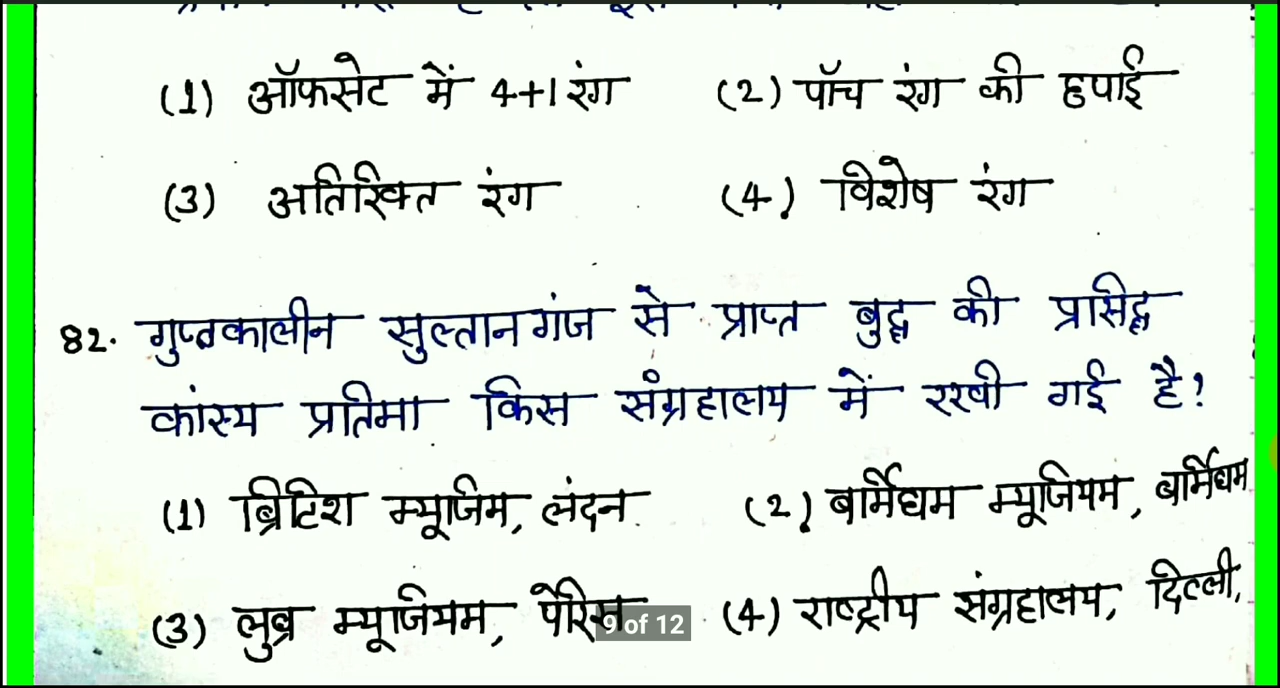 (1) ऑफसेट में 4+1 रंग (2) पाँच रंग की छपाई
(3) अतिरिक्त रंग (4) विशेष रंग
82. गुप्तकालीन सुल्तानगंज से प्राप्त बुद्ध की प्रसिद्ध
कांस्य प्रतिमा किस संग्रहालय में रखी गई है?
(1) ब्रिटिश म्यूजिम, लंदन. (2) बार्मिंघम म्यूजियम, बर्मिंघम
(3) लुव्र म्यूजियम, पेरिस (4) राष्ट्रीय संग्रहालय, दिल्ली,
9 of 12